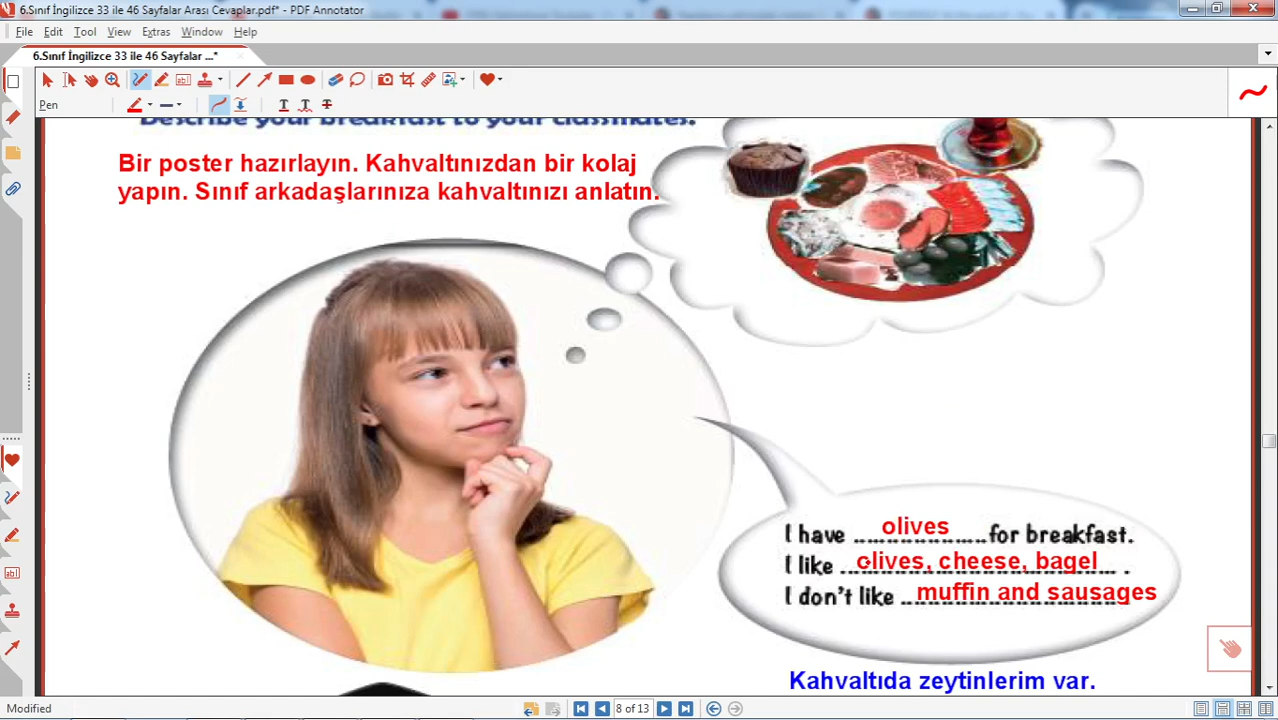 6.Sınıf İngilizce 33 ile 46 Sayfalar Arası Cevaplar.pdf* - PDF Annotator
File Edit Tool View Extras Window Help
6.Sınıf İngilizce 33 ile 46 Sayfalar ...*
Pen
Describe your breakfast to your classmates.
Bir poster hazırlayın. Kahvaltınızdan bir kolaj
yapın. Sınıf arkadaşlarınıza kahvaltınızı anlatın.
I have olives for breakfast.
I like olives, cheese, bagel .
I don't like muffin and sausages
Kahvaltıda zeytinlerim var.
Modified
8 of 13